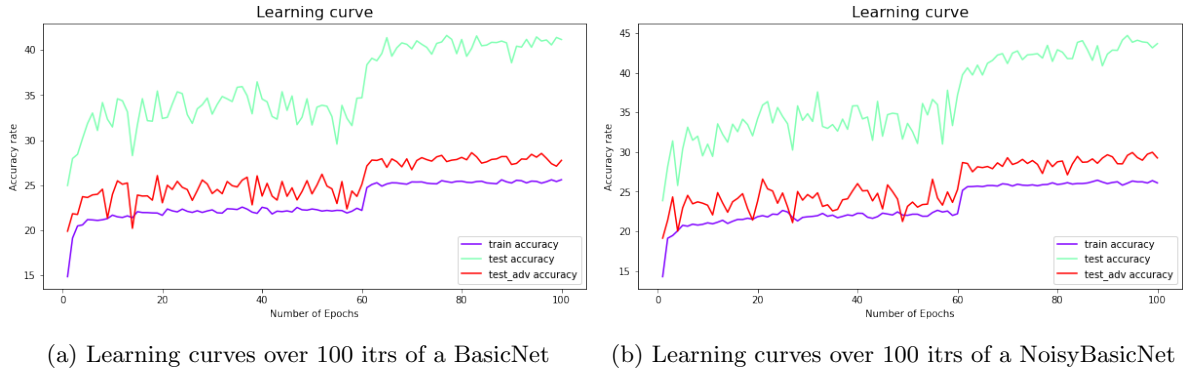 Learning curve
Accuracy rate
40
35
30
25
20
15
0
20
40
60
80
100
Number of Epochs
train accuracy
test accuracy
test_adv accuracy
(a) Learning curves over 100 itrs of a BasicNet
Learning curve
Accuracy rate
45
40
35
30
25
20
15
0
20
40
60
80
100
Number of Epochs
train accuracy
test accuracy
test_adv accuracy
(b) Learning curves over 100 itrs of a NoisyBasicNet